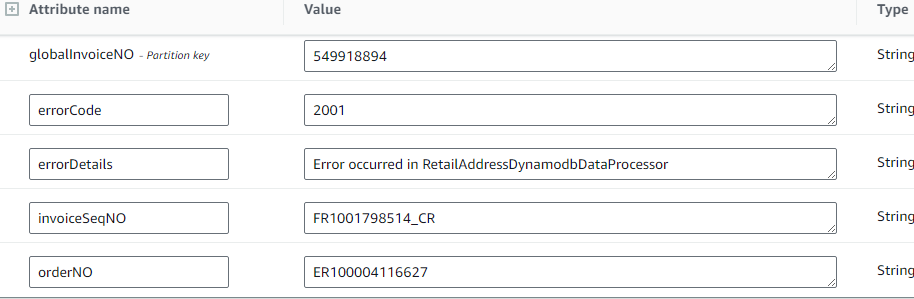 Attribute name Value Type
globalInvoiceNO - Partition key 549918894 String
errorCode 2001 String
errorDetails Error occurred in RetailAddressDynamodbDataProcessor String
invoiceSeqNO FR1001798514_CR String
orderNO ER100004116627 String